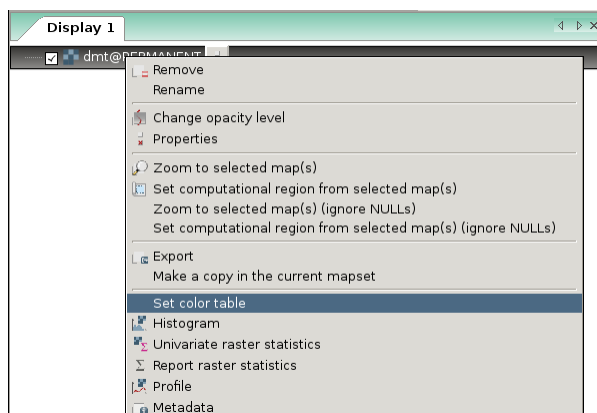 Display 1
dmt@PERMANENT
Remove
Rename
Change opacity level
Properties
Zoom to selected map(s)
Set computational region from selected map(s)
Zoom to selected map(s) (ignore NULLs)
Set computational region from selected map(s) (ignore NULLs)
Export
Make a copy in the current mapset
Set color table
Histogram
Univariate raster statistics
Report raster statistics
Profile
Metadata